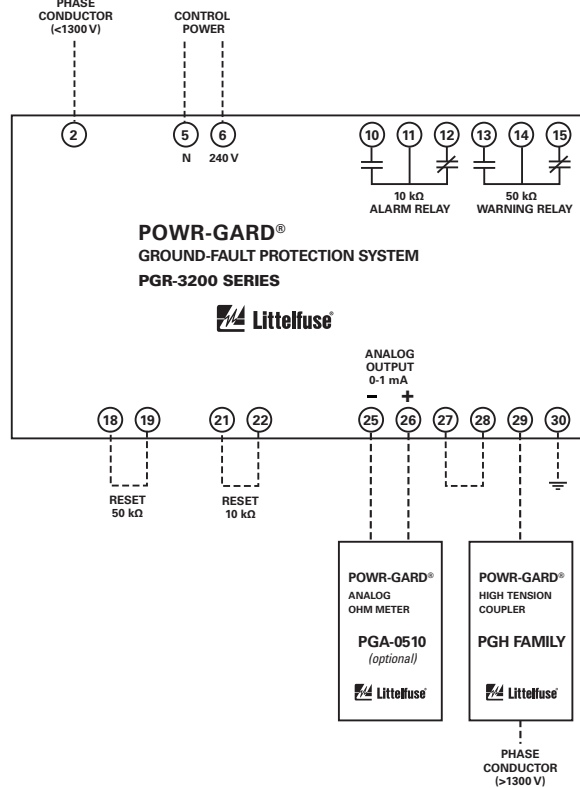 PHASE
CONDUCTOR
(<1300 V)
CONTROL
POWER
2
5
6
10
11
12
13
14
15
N
240 V
10 kΩ
ALARM RELAY
50 kΩ
WARNING RELAY
POWR-GARD®
GROUND-FAULT PROTECTION SYSTEM
PGR-3200 SERIES
Littelfuse®
ANALOG
OUTPUT
0-1 mA
– +
18
19
21
22
25
26
27
28
29
30
RESET
50 kΩ
RESET
10 kΩ
POWR-GARD®
ANALOG
OHM METER
PGA-0510
(optional)
Littelfuse®
POWR-GARD®
HIGH TENSION
COUPLER
PGH FAMILY
Littelfuse®
PHASE
CONDUCTOR
(>1300 V)